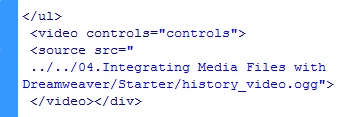 </ul>
<video controls="controls">
<source src="
../../04.Integrating Media Files with
Dreamweaver/Starter/history_video.ogg">
</video></div>